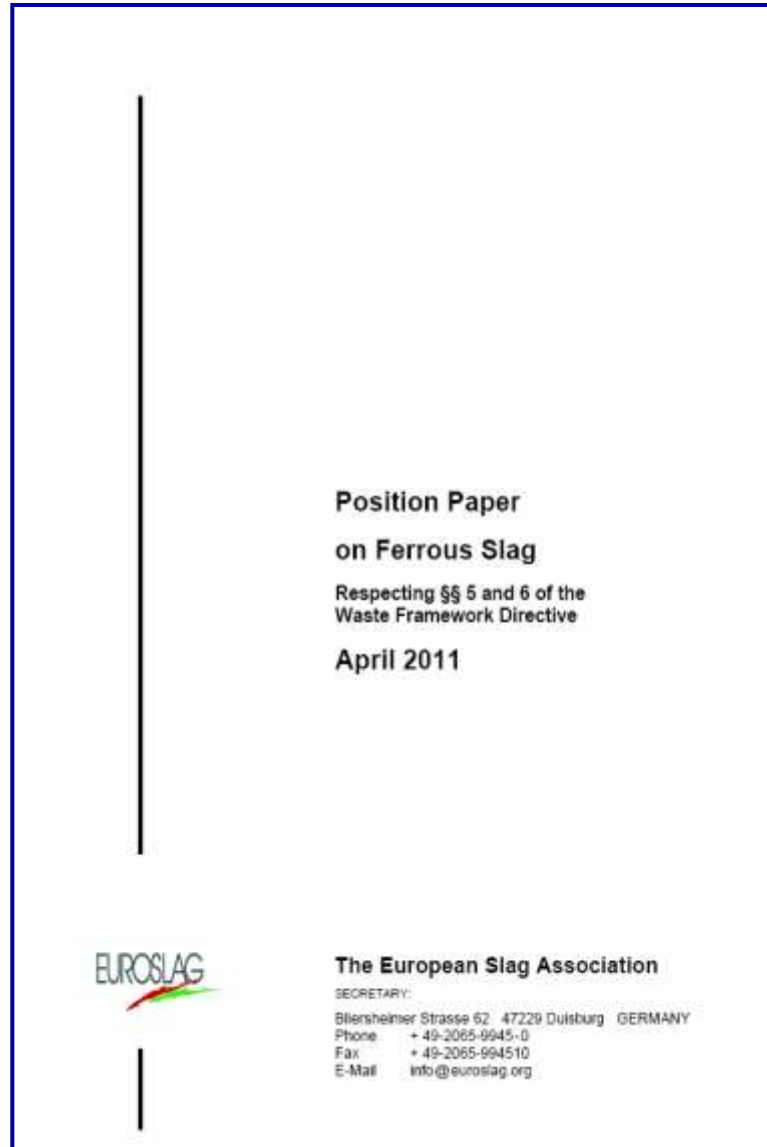 Position Paper
on Ferrous Slag
Respecting §§ 5 and 6 of the
Waste Framework Directive
April 2011
EUROSLAG
The European Slag Association
SECRETARY:
Bliersheimer Strasse 62 47229 Duisburg GERMANY
Phone + 49-2065-9945-0
Fax + 49-2065-994510
E-Mail info@euroslag.org